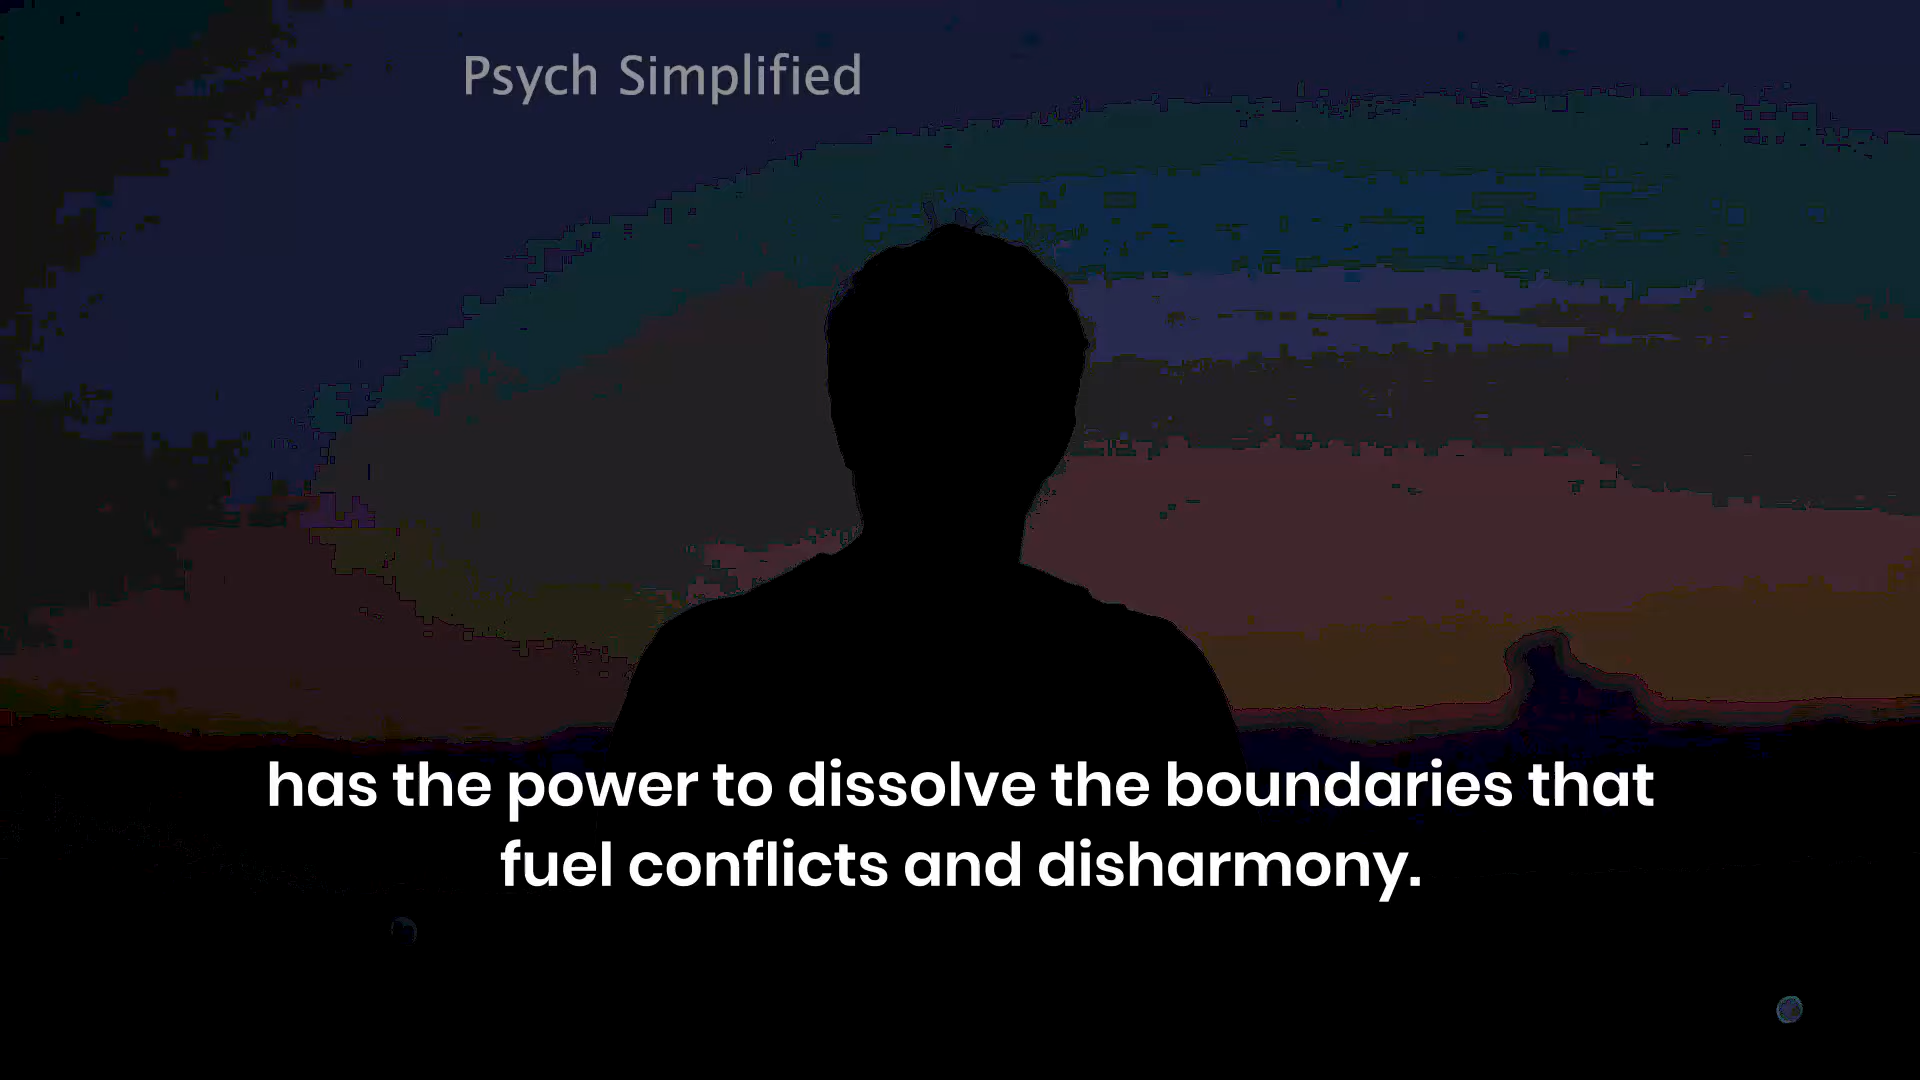 Psych Simplified
has the power to dissolve the boundaries that
fuel conflicts and disharmony.